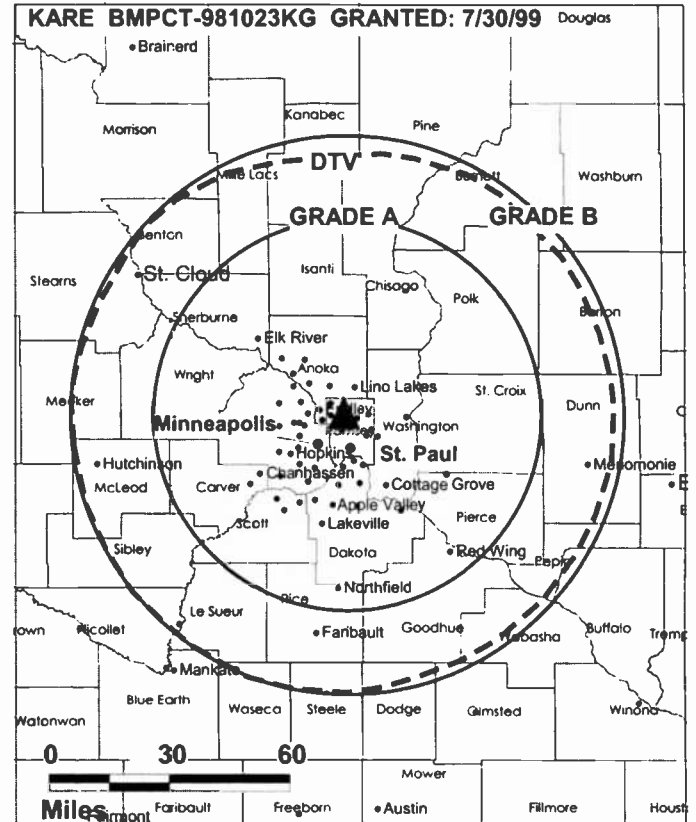 KARE BMPCT-981023KG GRANTED: 7/30/99
Douglas
Brainerd
Kanabec
Morrison
Pine
DTV
Mille Lacs
Burnett
Washburn
GRADE A
GRADE B
Benton
St. Cloud
Isanti
Stearns
Chisago
Polk
Barron
Sherburne
Elk River
Anoka
Wright
Lino Lakes
St. Croix
Meeker
Dunn
Minneapolis
Washington
Hopkins
St. Paul
Hutchinson
Chanhassen
Menomonie
McLeod
Carver
Cottage Grove
E
Apple Valley
Scott
Lakeville
Pierce
Sibley
Dakota
Red Wing
Pepin
Northfield
Rice
Le Sueur
rown
Nicollet
Faribault
Goodhue
Wabasha
Buffalo
Tremp
Mankato
Blue Earth
Waseca
Steele
Dodge
Olmsted
Winona
Watonwan
0 30 60
Mower
Miles
Fairmont
Faribault
Freeborn
Austin
Fillmore
Houst